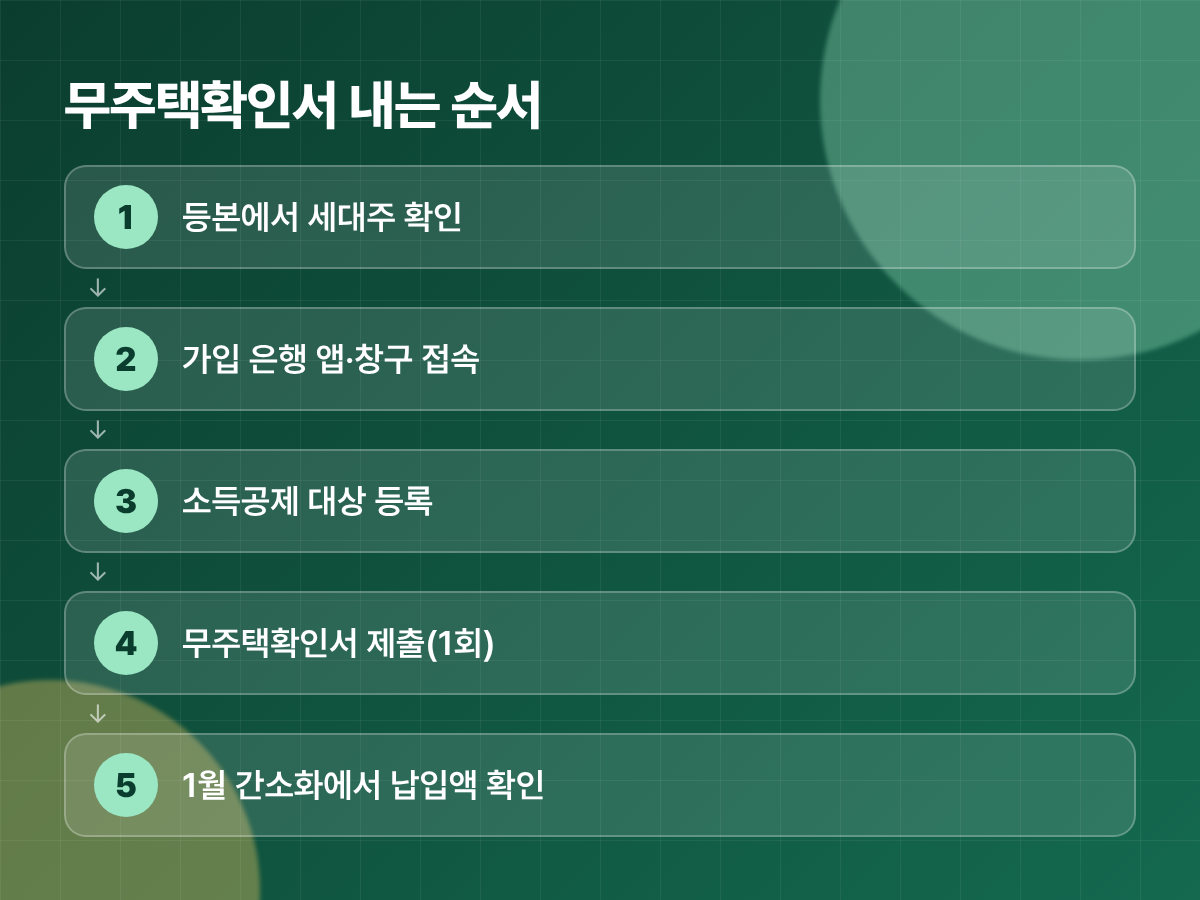 무주택확인서 내는 순서
1 등본에서 세대주 확인
↓
2 가입 은행 앱·창구 접속
↓
3 소득공제 대상 등록
↓
4 무주택확인서 제출(1회)
↓
5 1월 간소화에서 납입액 확인